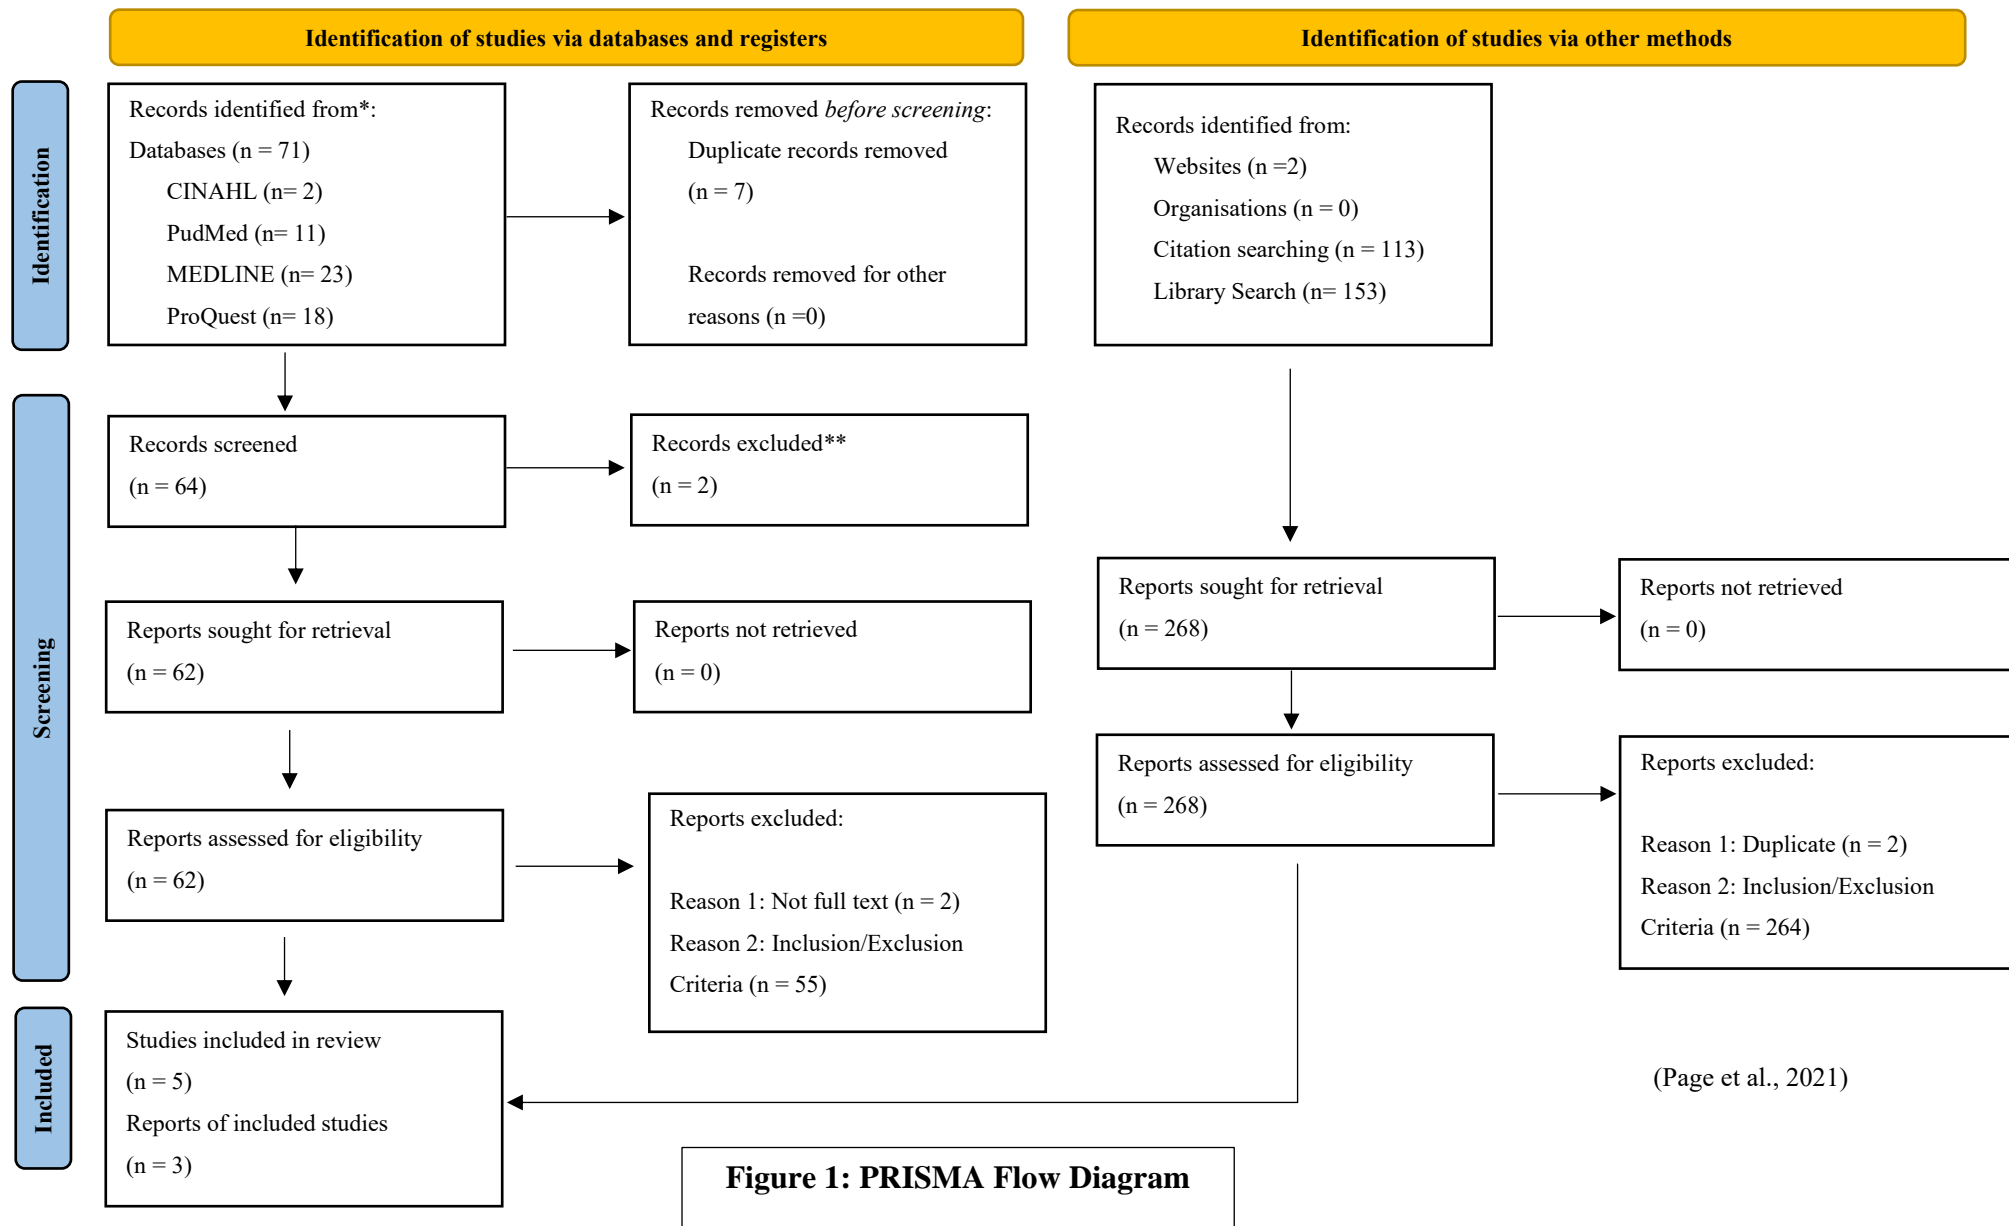 Identification of studies via databases and registers
Identification of studies via other methods
Identification
Records identified from*:
Databases (n = 71)
CINAHL (n= 2)
PudMed (n= 11)
MEDLINE (n= 23)
ProQuest (n= 18)
Records removed before screening:
Duplicate records removed
(n = 7)
Records removed for other
reasons (n =0)
Records identified from:
Websites (n =2)
Organisations (n = 0)
Citation searching (n = 113)
Library Search (n= 153)
Screening
Records screened
(n = 64)
Records excluded**
(n = 2)
Reports sought for retrieval
(n = 62)
Reports not retrieved
(n = 0)
Reports sought for retrieval
(n = 268)
Reports not retrieved
(n = 0)
Reports assessed for eligibility
(n = 62)
Reports excluded:
Reason 1: Not full text (n = 2)
Reason 2: Inclusion/Exclusion
Criteria (n = 55)
Reports assessed for eligibility
(n = 268)
Reports excluded:
Reason 1: Duplicate (n = 2)
Reason 2: Inclusion/Exclusion
Criteria (n = 264)
Included
Studies included in review
(n = 5)
Reports of included studies
(n = 3)
(Page et al., 2021)
Figure 1: PRISMA Flow Diagram